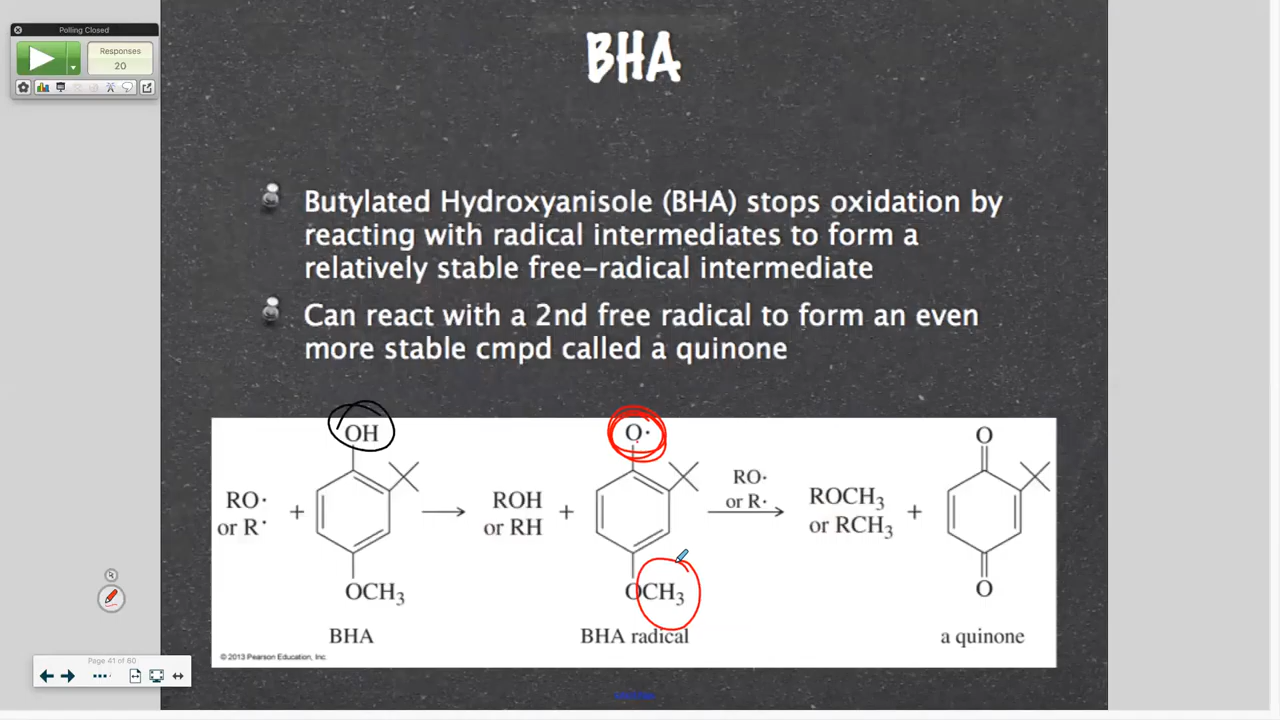 Polling Closed
Responses
20
BHA
Butylated Hydroxyanisole (BHA) stops oxidation by
reacting with radical intermediates to form a
relatively stable free-radical intermediate
Can react with a 2nd free radical to form an even
more stable cmpd called a quinone
OH
O·
O
RO·
or R·
RO·
or R·
+
ROH
or RH
+
ROCH₃
or RCH₃
+
OCH₃
OCH₃
O
BHA
BHA radical
a quinone
© 2013 Pearson Education, Inc.
Page 41 of 60